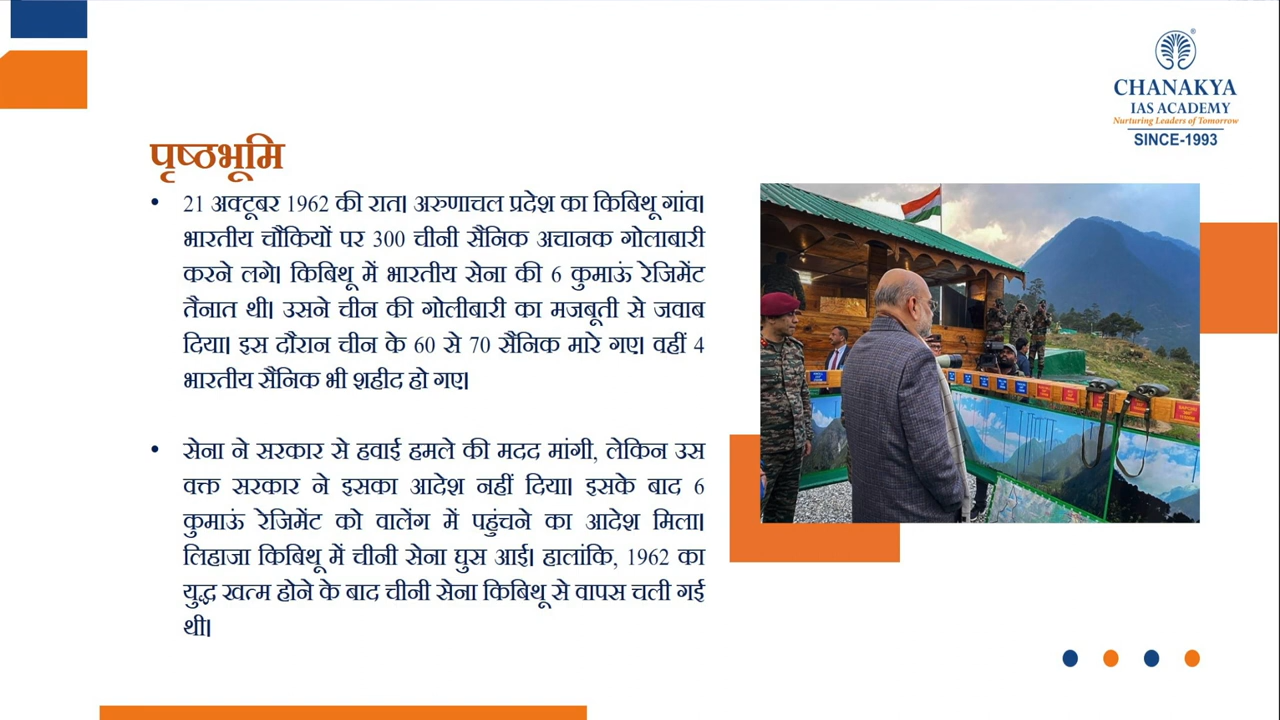 CHANAKYA
IAS ACADEMY
Nurturing Leaders of Tomorrow
SINCE-1993
पृष्ठभूमि
• 21 अक्टूबर 1962 की रात। अरुणाचल प्रदेश का किबिथू गांव।
भारतीय चौकियों पर 300 चीनी सैनिक अचानक गोलाबारी
करने लगे। किबिथू में भारतीय सेना की 6 कुमाऊं रेजिमेंट
तैनात थी। उसने चीन की गोलीबारी का मजबूती से जवाब
दिया। इस दौरान चीन के 60 से 70 सैनिक मारे गए। वहीं 4
भारतीय सैनिक भी शहीद हो गए।
• सेना ने सरकार से हवाई हमले की मदद मांगी, लेकिन उस
वक्त सरकार ने इसका आदेश नहीं दिया। इसके बाद 6
कुमाऊं रेजिमेंट को वालेंग में पहुंचने का आदेश मिला।
लिहाजा किबिथू में चीनी सेना घुस आई। हालांकि, 1962 का
युद्ध खत्म होने के बाद चीनी सेना किबिथू से वापस चली गई
थी।